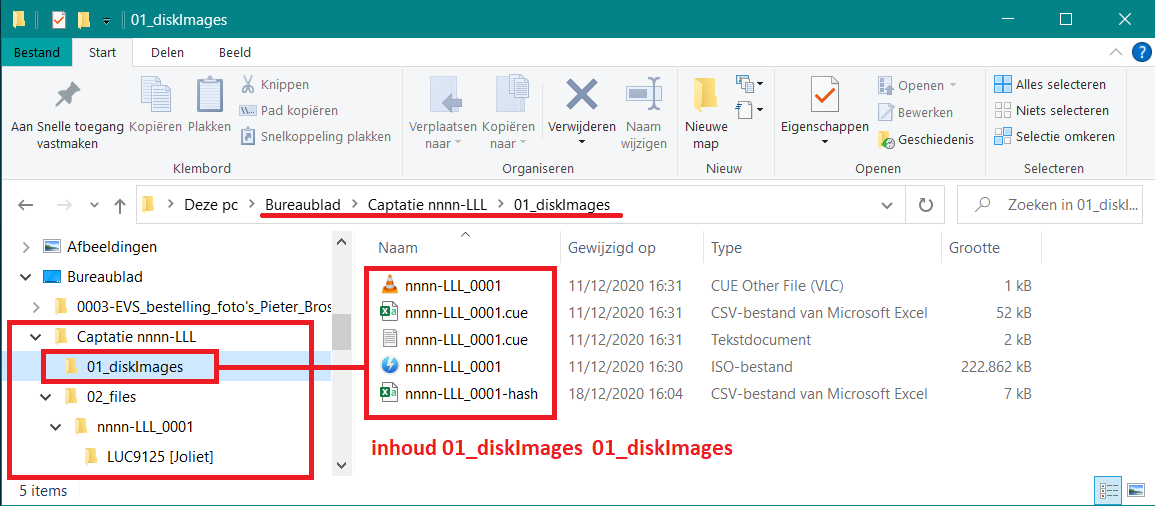 01_diskImages
Bestand Start Delen Beeld
Aan Snelle toegang vastmaken
Kopiëren
Plakken
Knippen
Pad kopiëren
Snelkoppeling plakken
Klembord
Verplaatsen naar
Kopiëren naar
Verwijderen
Naam wijzigen
Organiseren
Nieuwe map
Nieuw
Eigenschappen
Openen
Bewerken
Geschiedenis
Openen
Alles selecteren
Niets selecteren
Selectie omkeren
Selecteren
Deze pc Bureaublad Captatie nnnn-LLL 01_diskImages
Zoeken in 01_diskI...
Afbeeldingen
Bureaublad
0003-EVS_bestelling_foto's_Pieter_Bros
Captatie nnnn-LLL
01_diskImages
02_files
nnnn-LLL_0001
LUC9125 [Joliet]
Naam Gewijzigd op Type Grootte
nnnn-LLL_0001 11/12/2020 16:31 CUE Other File (VLC) 1 kB
nnnn-LLL_0001.cue 11/12/2020 16:31 CSV-bestand van Microsoft Excel 52 kB
nnnn-LLL_0001.cue 11/12/2020 16:31 Tekstdocument 2 kB
nnnn-LLL_0001 11/12/2020 16:30 ISO-bestand 222.862 kB
nnnn-LLL_0001-hash 18/12/2020 16:04 CSV-bestand van Microsoft Excel 7 kB
inhoud 01_diskImages 01_diskImages
5 items